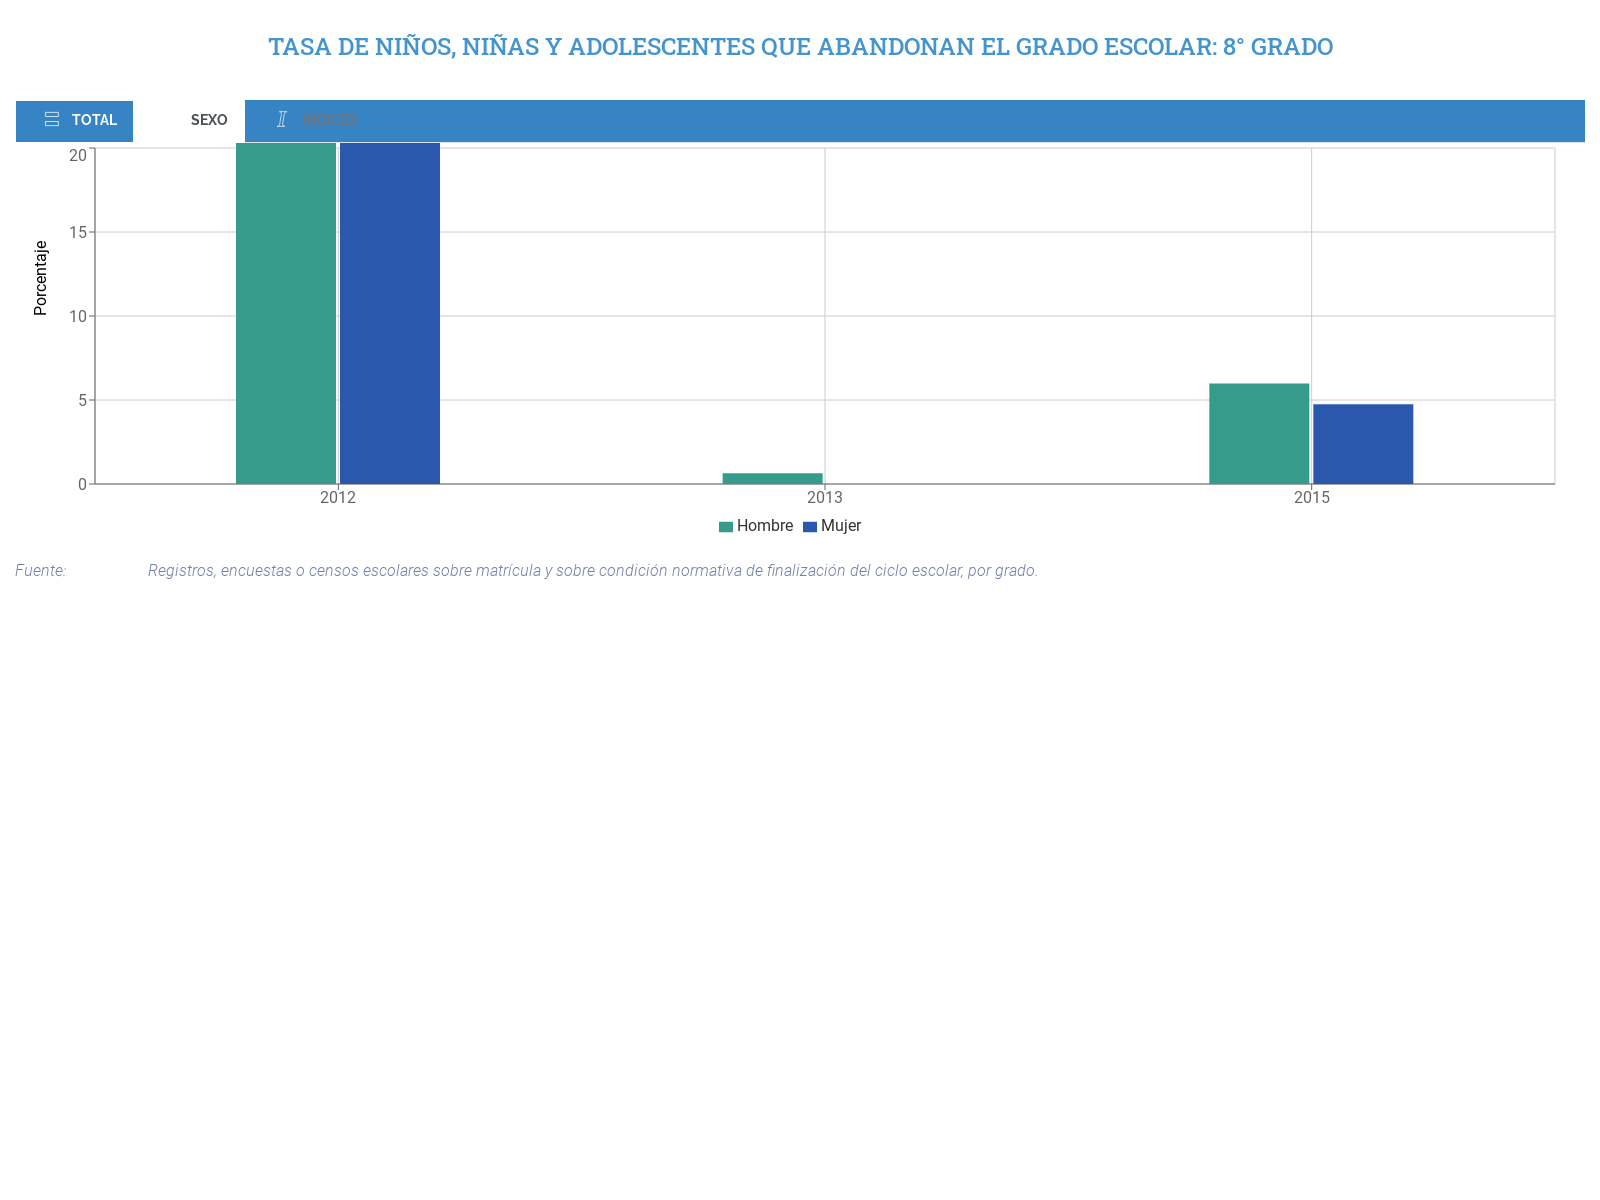 TASA DE NIÑOS, NIÑAS Y ADOLESCENTES QUE ABANDONAN EL GRADO ESCOLAR: 8° GRADO
TOTAL SEXO INDICES
20
15
10
5
0
Porcentaje
2012 2013 2015
Hombre Mujer
Fuente: Registros, encuestas o censos escolares sobre matrícula y sobre condición normativa de finalización del ciclo escolar, por grado.